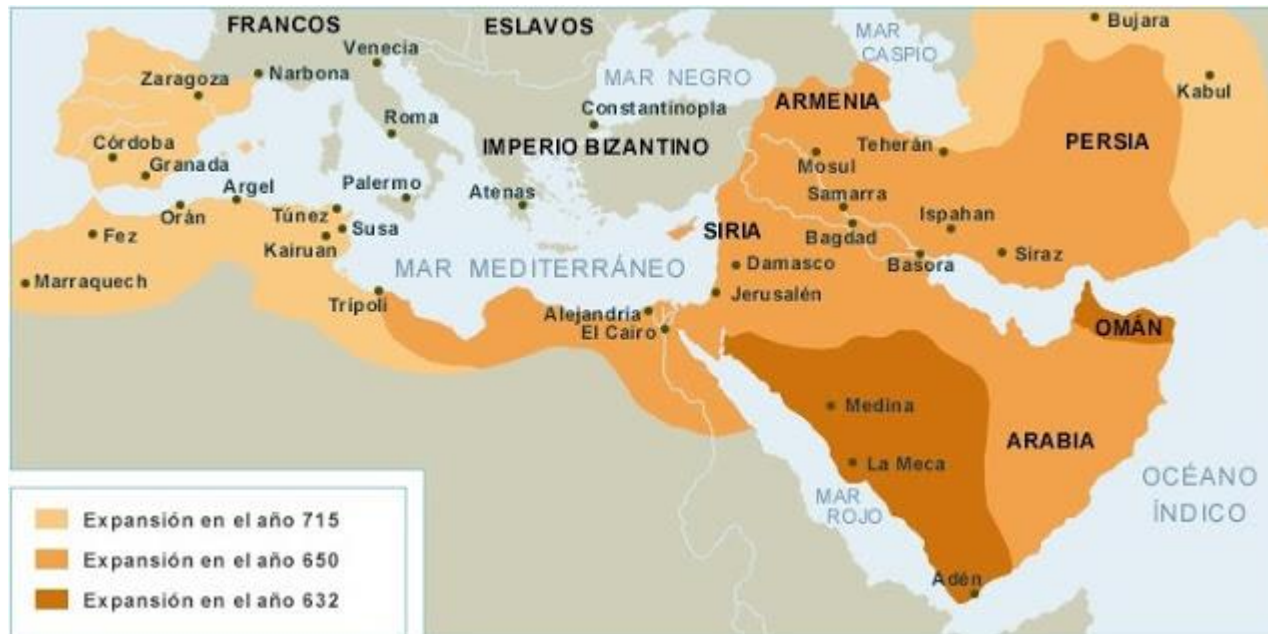 FRANCOS
ESLAVOS
Bujara
MAR
CASPIO
Venecia
Zaragoza
Narbona
MAR NEGRO
Kabul
ARMENIA
Constantinopla
Roma
IMPERIO BIZANTINO
Teherán
PERSIA
Córdoba
Granada
Mosul
Argel
Palermo
Atenas
Samarra
Orán
Túnez
Ispahan
Fez
Susa
SIRIA
Bagdad
Kairuan
Basora
Siraz
MAR MEDITERRÁNEO
Damasco
Marraquech
Jerusalén
Trípoli
Alejandría
El Cairo
OMÁN
Medina
ARABIA
La Meca
OCÉANO
ÍNDICO
MAR
ROJO
Adén
Expansión en el año 715
Expansión en el año 650
Expansión en el año 632